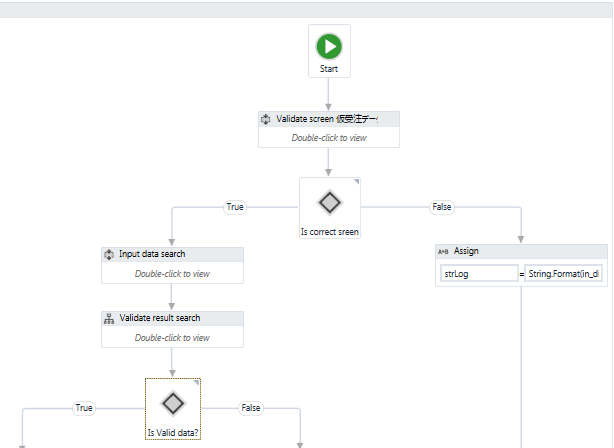 Start
Validate screen 仮受注データ
Double-click to view
Is correct sreen
True
False
Input data search
Double-click to view
A+B Assign
strLog = String.Format(in_di
Validate result search
Double-click to view
Is Valid data?
True
False